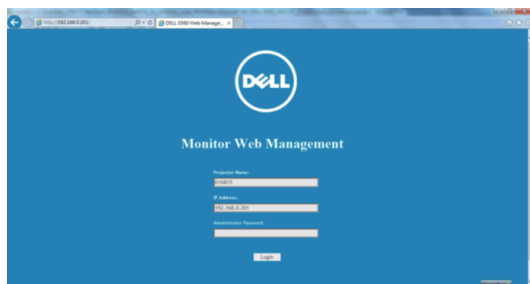 http://192.168.0.201/
DELL S560 Web Manage...
DELL
Monitor Web Management
Projector Name:
IP Address:
192.168.0.201
Administrator Password:
Login